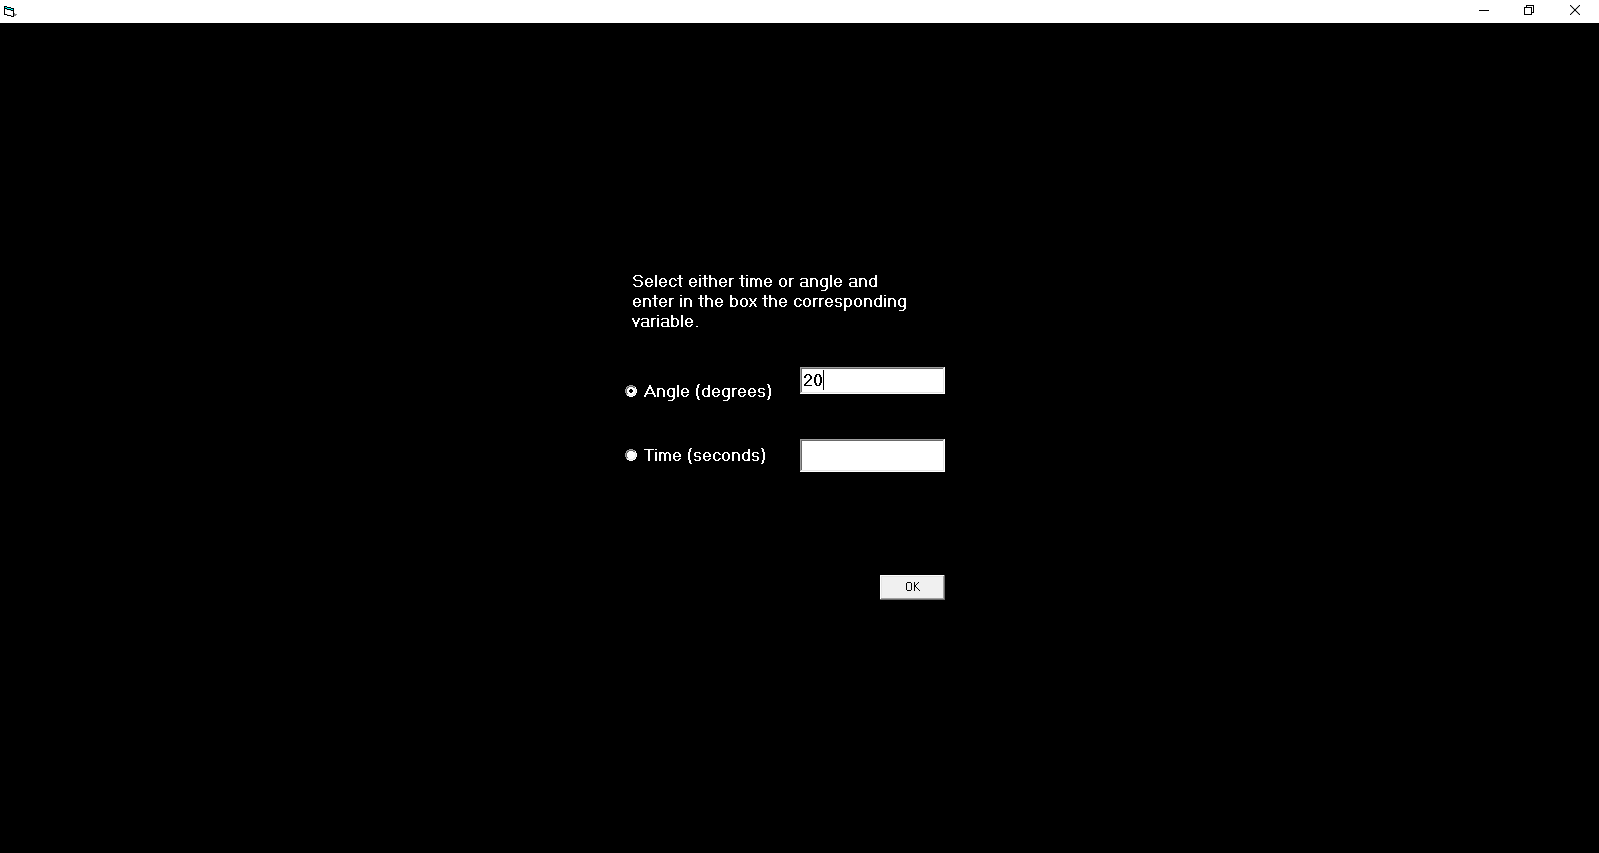 Select either time or angle and
enter in the box the corresponding
variable.
Angle (degrees) 20
Time (seconds)
OK